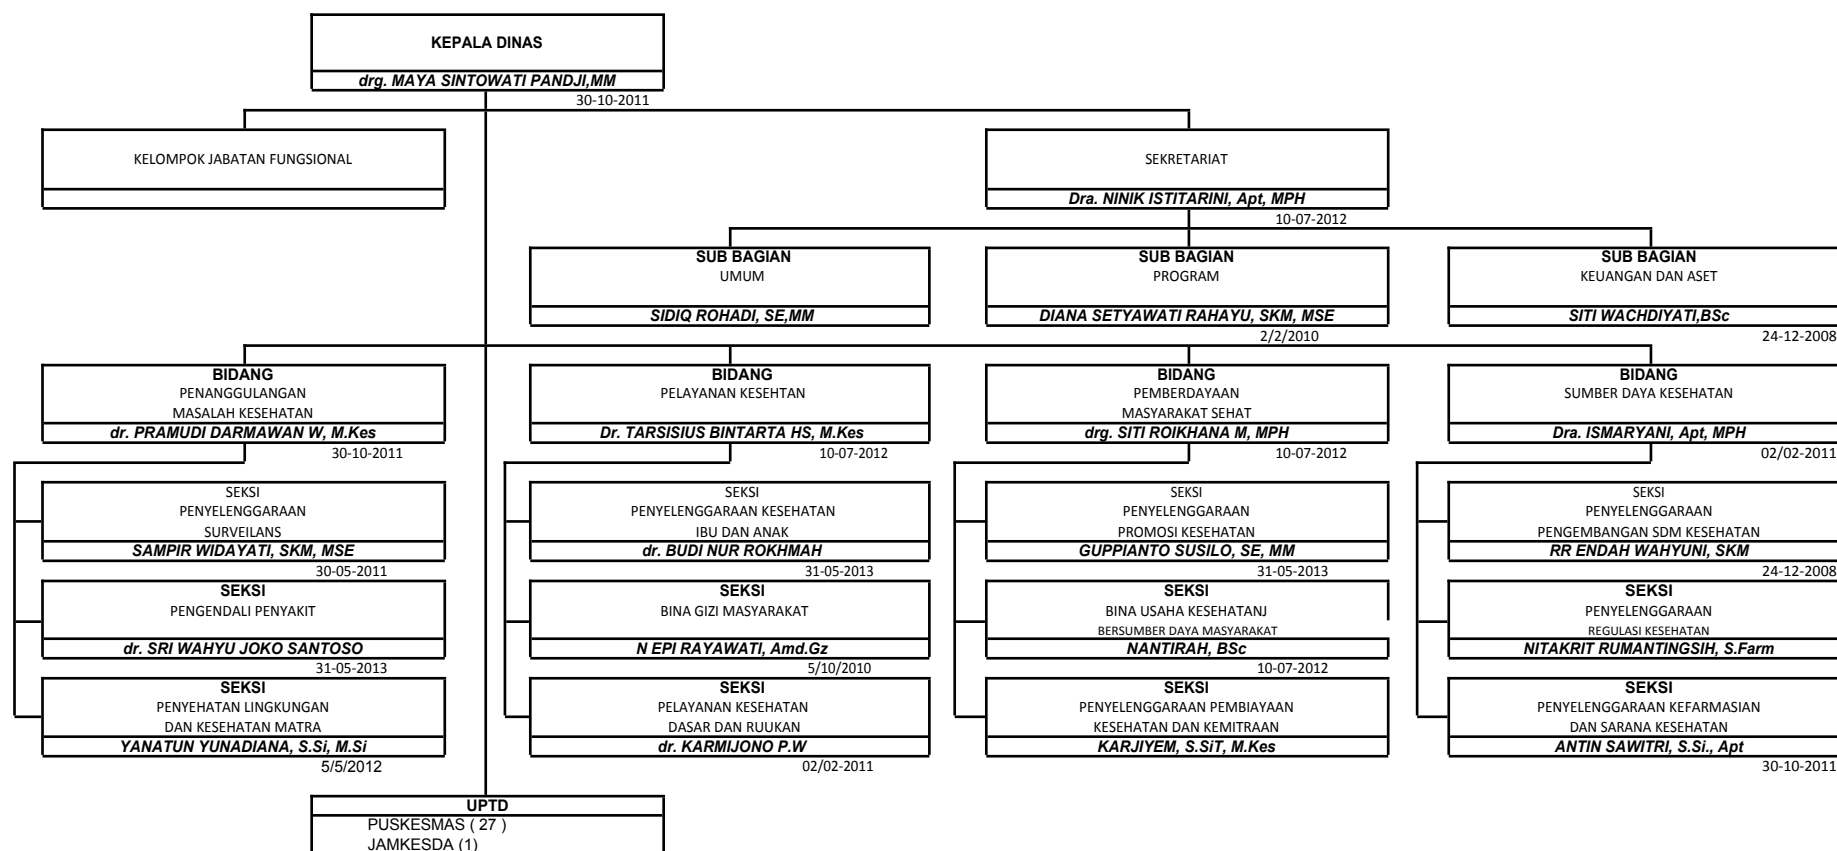 KEPALA DINAS
drg. MAYA SINTOWATI PANDJI,MM
30-10-2011
KELOMPOK JABATAN FUNGSIONAL
SEKRETARIAT
Dra. NINIK ISTITARINI, Apt, MPH
10-07-2012
SUB BAGIAN
UMUM
SIDIQ ROHADI, SE,MM
SUB BAGIAN
PROGRAM
DIANA SETYAWATI RAHAYU, SKM, MSE
2/2/2010
SUB BAGIAN
KEUANGAN DAN ASET
SITI WACHDIYATI,BSc
24-12-2008
BIDANG
PENANGGULANGAN
MASALAH KESEHATAN
dr. PRAMUDI DARMAWAN W, M.Kes
30-10-2011
BIDANG
PELAYANAN KESEHTAN
Dr. TARSISIUS BINTARTA HS, M.Kes
10-07-2012
BIDANG
PEMBERDAYAAN
MASYARAKAT SEHAT
drg. SITI ROIKHANA M, MPH
10-07-2012
BIDANG
SUMBER DAYA KESEHATAN
Dra. ISMARYANI, Apt, MPH
02/02-2011
SEKSI
PENYELENGGARAAN
SURVEILANS
SAMPIR WIDAYATI, SKM, MSE
30-05-2011
SEKSI
PENYELENGGARAAN KESEHATAN
IBU DAN ANAK
dr. BUDI NUR ROKHMAH
31-05-2013
SEKSI
PENYELENGGARAAN
PROMOSI KESEHATAN
GUPPIANTO SUSILO, SE, MM
31-05-2013
SEKSI
PENYELENGGARAAN
PENGEMBANGAN SDM KESEHATAN
RR ENDAH WAHYUNI, SKM
24-12-2008
SEKSI
PENGENDALI PENYAKIT
dr. SRI WAHYU JOKO SANTOSO
31-05-2013
SEKSI
BINA GIZI MASYARAKAT
N EPI RAYAWATI, Amd.Gz
5/10/2010
SEKSI
BINA USAHA KESEHATANJ
BERSUMBER DAYA MASYARAKAT
NANTIRAH, BSc
10-07-2012
SEKSI
PENYELENGGARAAN
REGULASI KESEHATAN
NITAKRIT RUMANTINGSIH, S.Farm
SEKSI
PENYEHATAN LINGKUNGAN
DAN KESEHATAN MATRA
YANATUN YUNADIANA, S.Si, M.Si
5/5/2012
SEKSI
PELAYANAN KESEHATAN
DASAR DAN RUUKAN
dr. KARMIJONO P.W
02/02-2011
SEKSI
PENYELENGGARAAN PEMBIAYAAN
KESEHATAN DAN KEMITRAAN
KARJIYEM, S.SiT, M.Kes
SEKSI
PENYELENGGARAAN KEFARMASIAN
DAN SARANA KESEHATAN
ANTIN SAWITRI, S.Si., Apt
30-10-2011
UPTD
PUSKESMAS ( 27 )
JAMKESDA (1)